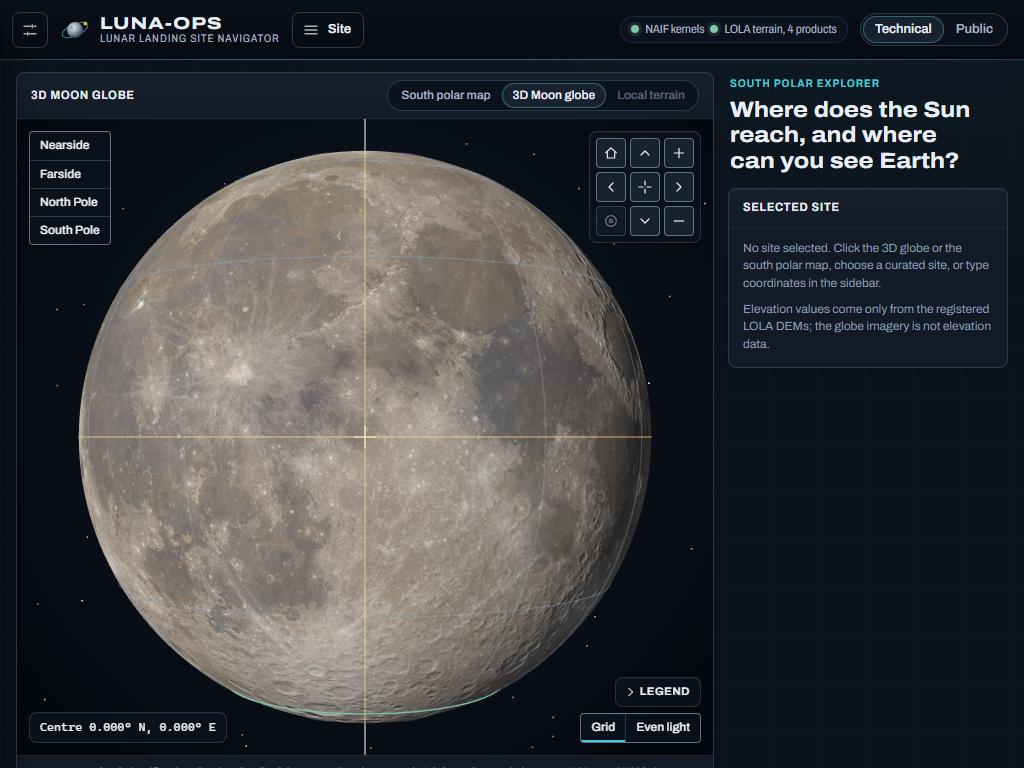 LUNA-OPS
LUNAR LANDING SITE NAVIGATOR
Site
NAIF kernels
LOLA terrain, 4 products
Technical
Public
3D MOON GLOBE
South polar map
3D Moon globe
Local terrain
Nearside
Farside
North Pole
South Pole
Centre 0.000° N, 0.000° E
LEGEND
Grid
Even light
SOUTH POLAR EXPLORER
Where does the Sun
reach, and where
can you see Earth?
SELECTED SITE
No site selected. Click the 3D globe or the
south polar map, choose a curated site, or type
coordinates in the sidebar.
Elevation values come only from the registered
LOLA DEMs; the globe imagery is not elevation
data.